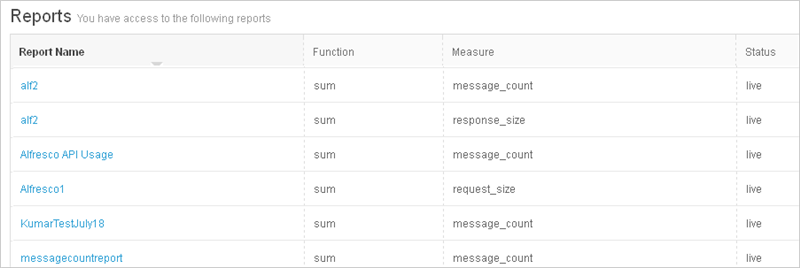 Reports You have access to the following reports
Report Name Function Measure Status
alf2 sum message_count live
alf2 sum response_size live
Alfresco API Usage sum message_count live
Alfresco1 sum request_size live
KumarTestJuly18 sum message_count live
messagecountreport sum message_count live